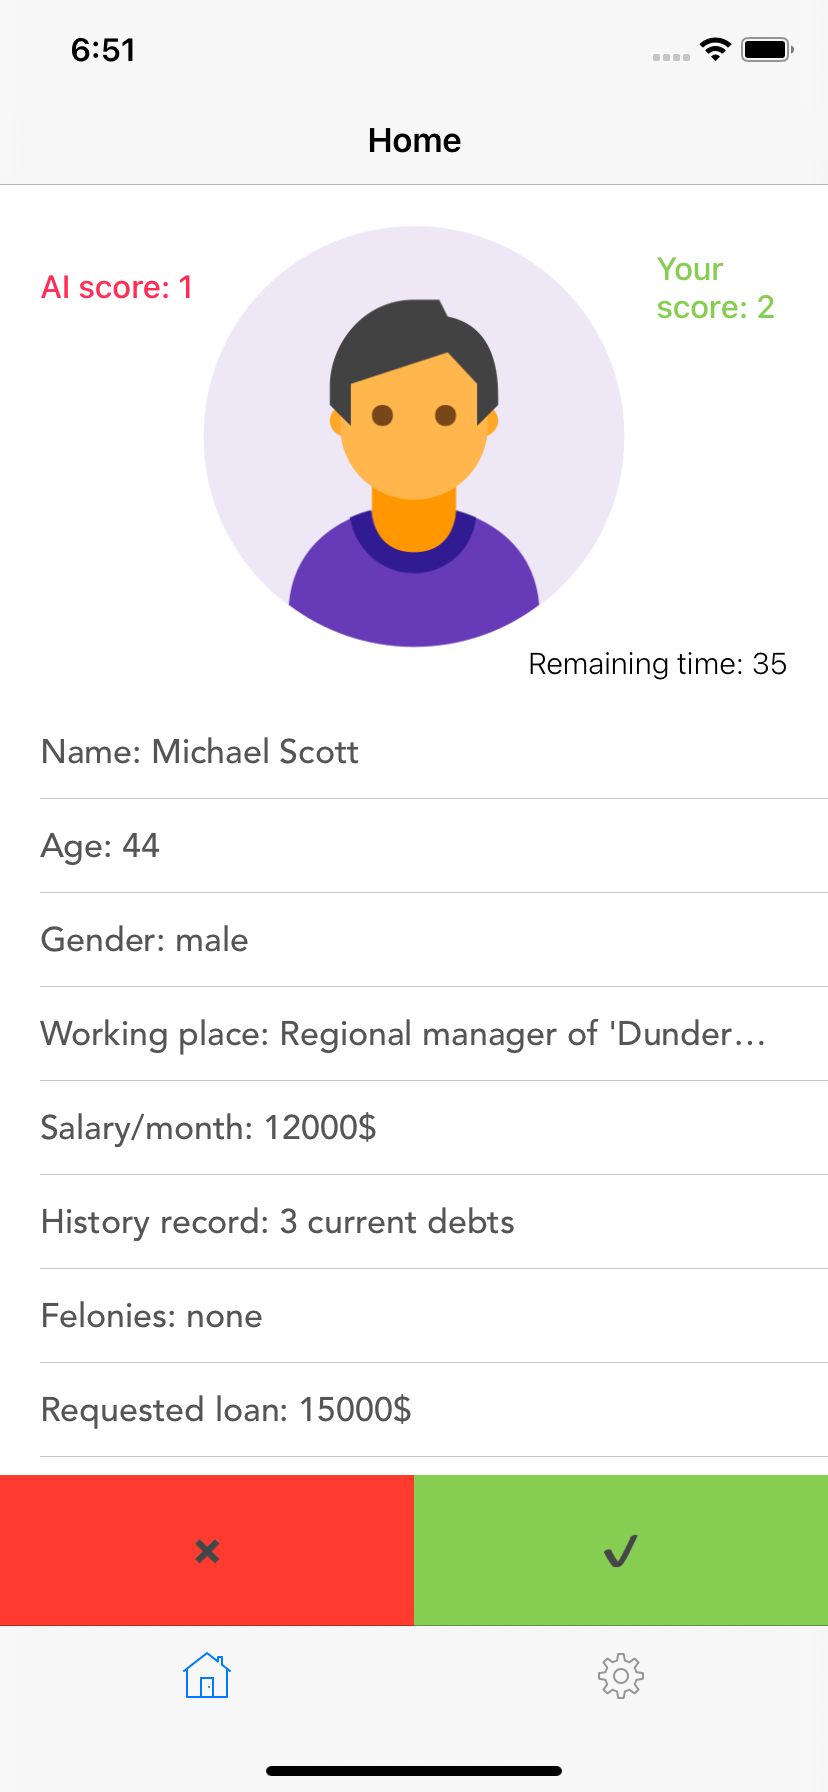 6:51
Home
AI score: 1
Your
score: 2
Remaining time: 35
Name: Michael Scott
Age: 44
Gender: male
Working place: Regional manager of 'Dunder...
Salary/month: 12000$
History record: 3 current debts
Felonies: none
Requested loan: 15000$